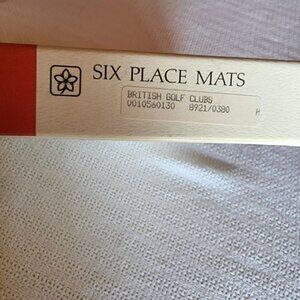 SIX PLACE MATS
BRITISH GOLF CLUBS
0010560130 8921/0380 M